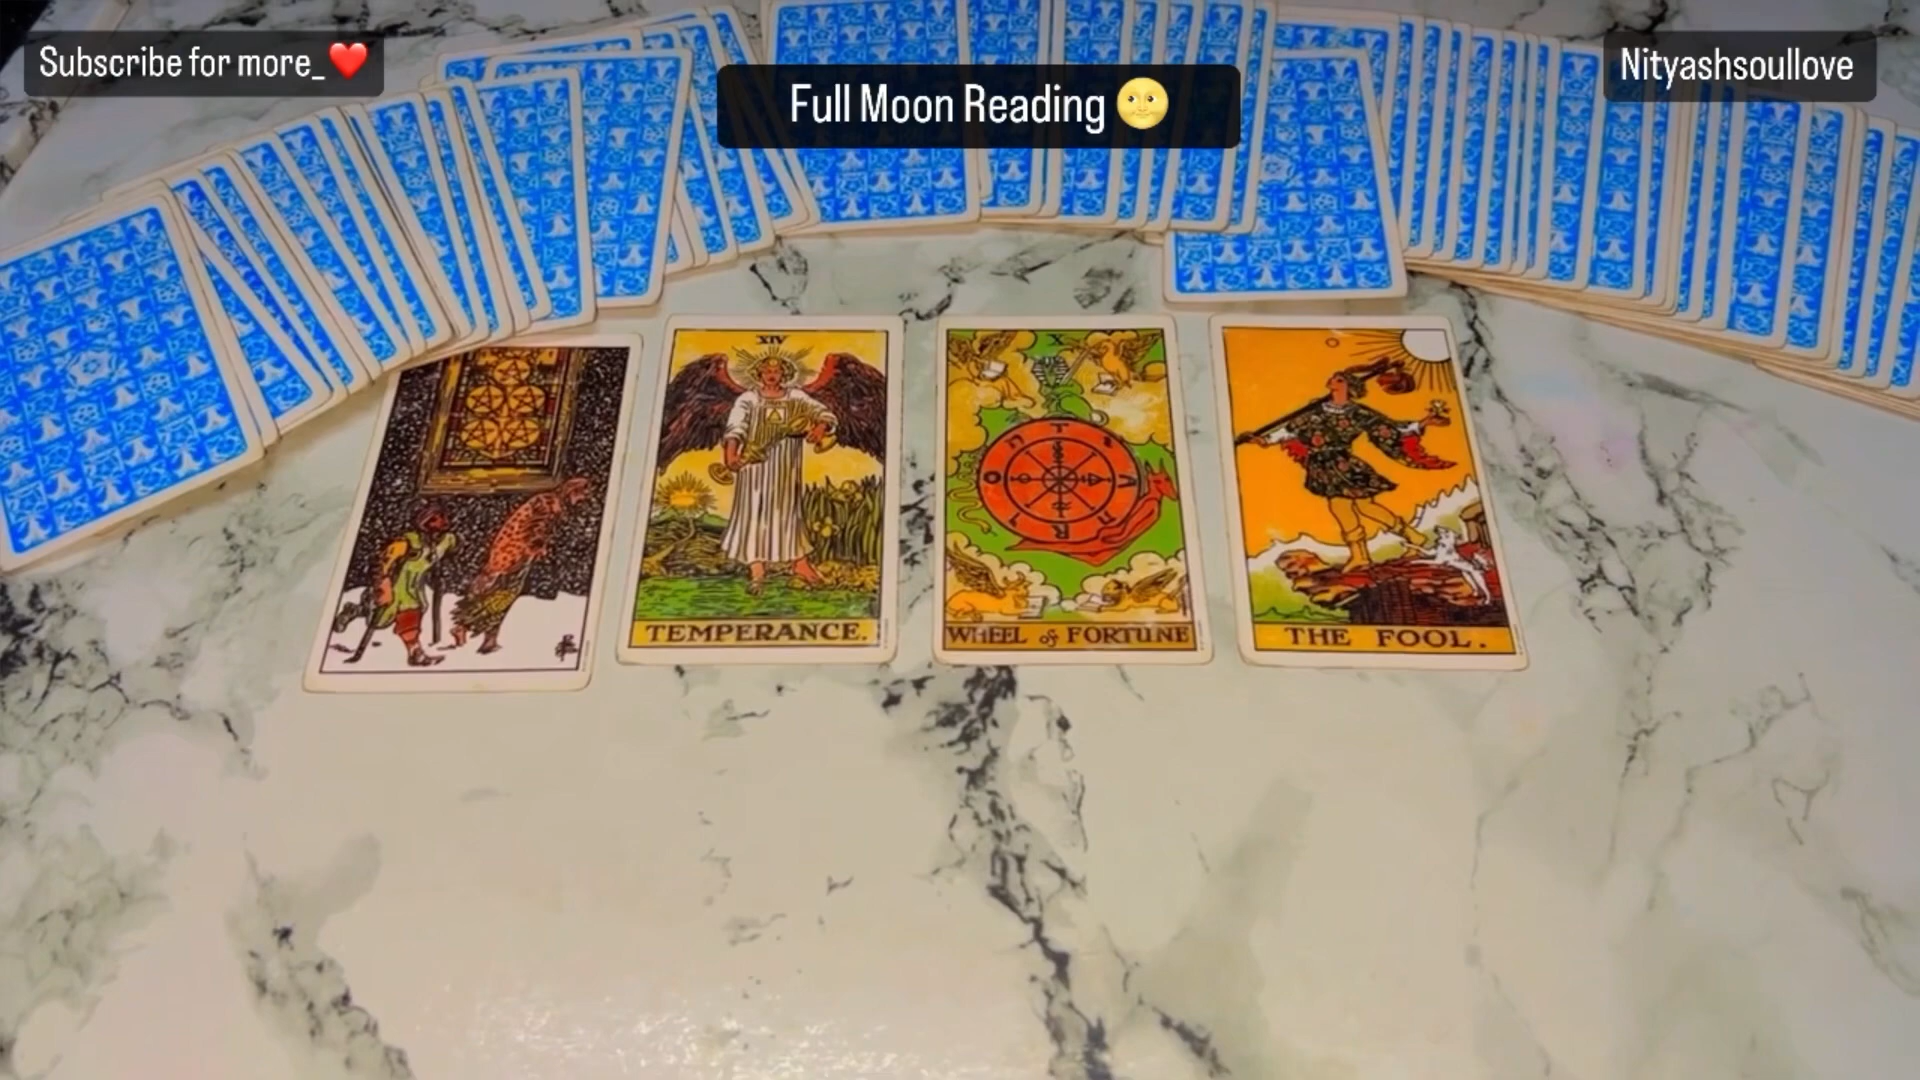 Subscribe for more_❤️
Full Moon Reading 🌝
Nityashsoullove
XIV
TEMPERANCE.
X
WHEEL of FORTUNE
THE FOOL.